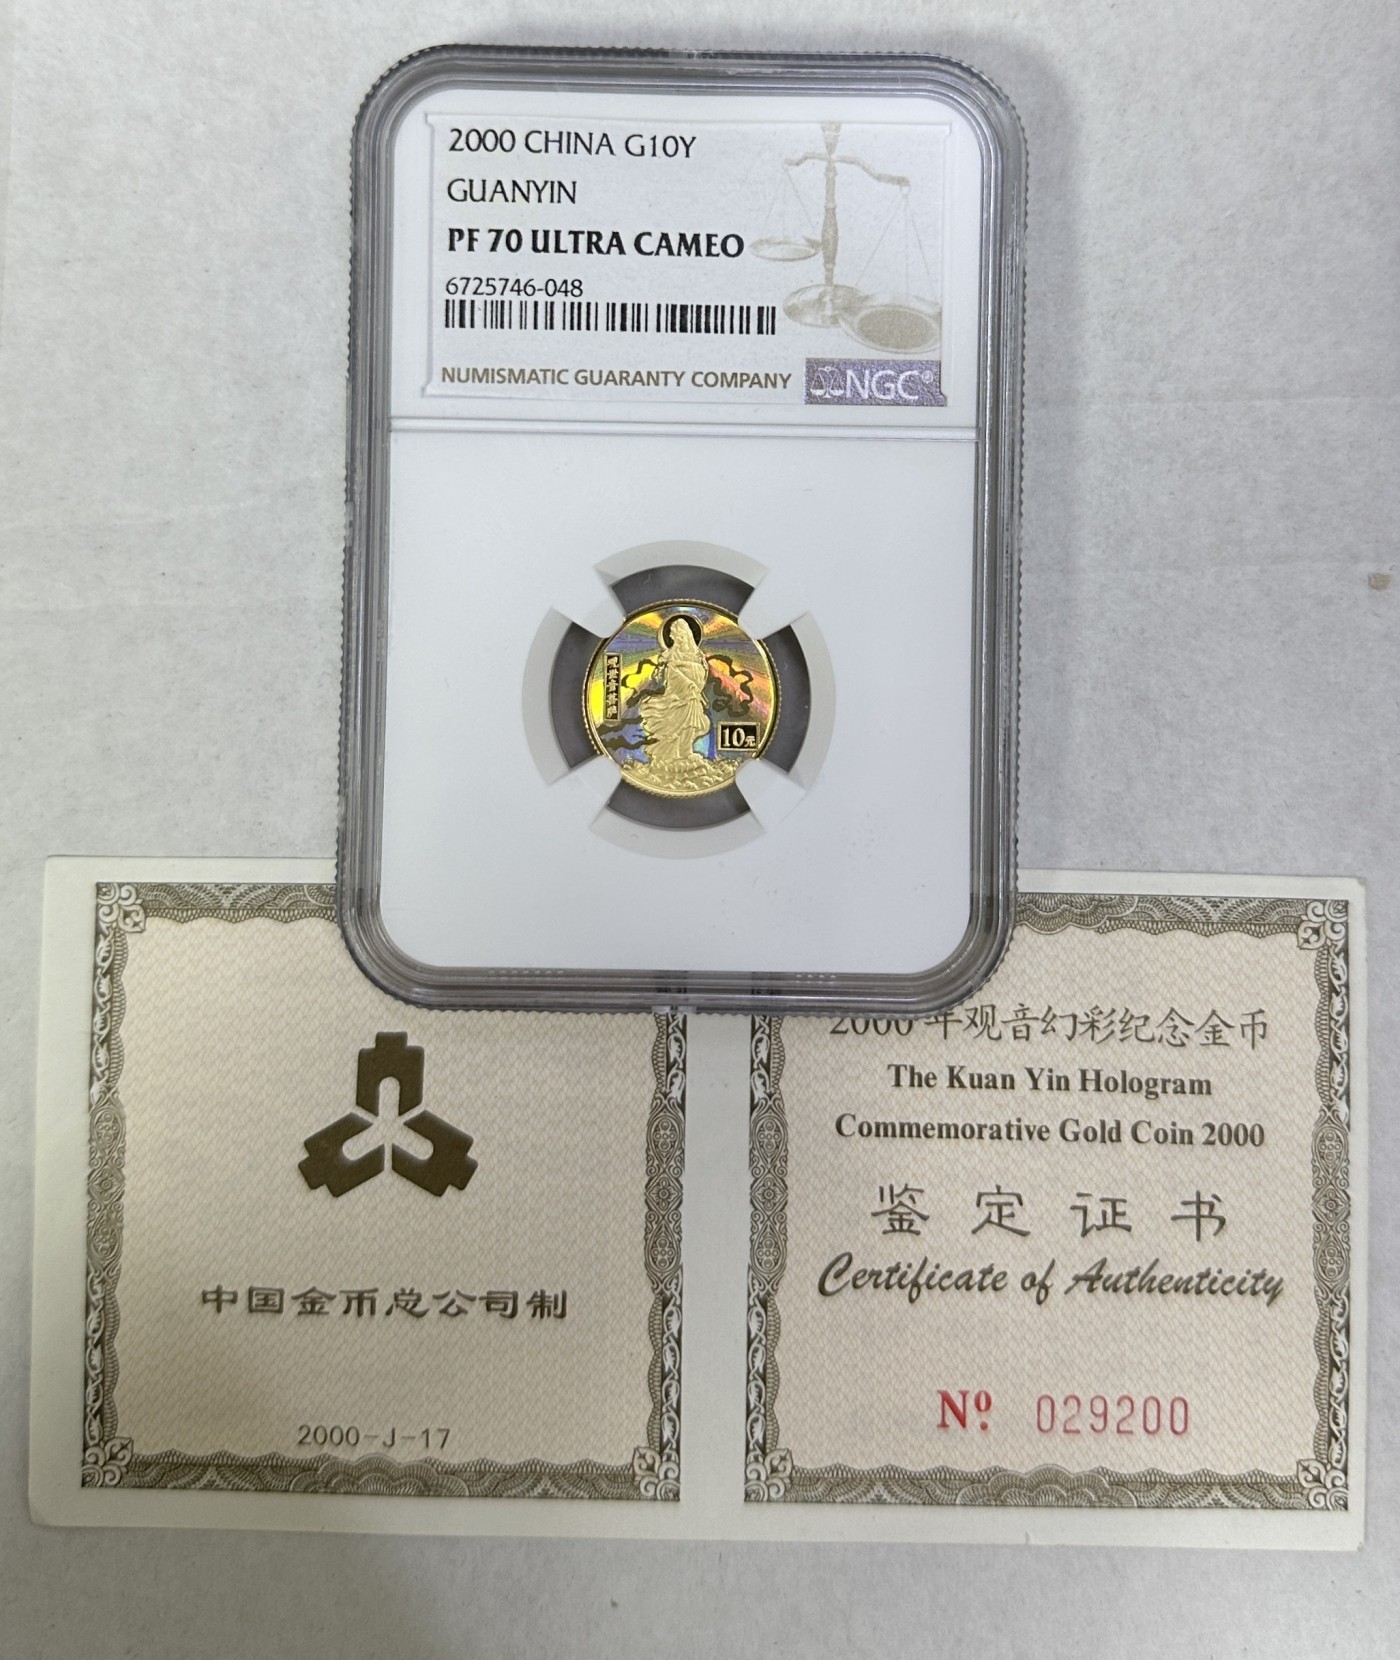 2000 CHINA G10Y
GUANYIN
PF 70 ULTRA CAMEO
6725746-048
NUMISMATIC GUARANTY COMPANY
NGC®
10元
中国金币总公司制
2000-J-17
2000年观音幻彩纪念金币
The Kuan Yin Hologram
Commemorative Gold Coin 2000
鉴定证书
Certificate of Authenticity
Nº 029200